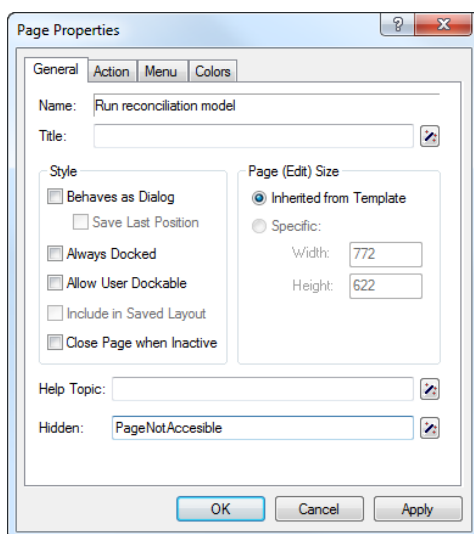 Page Properties
General Action Menu Colors
Name: Run reconciliation model
Title:
Style
Behaves as Dialog
Save Last Position
Always Docked
Allow User Dockable
Include in Saved Layout
Close Page when Inactive
Page (Edit) Size
Inherited from Template
Specific:
Width: 772
Height: 622
Help Topic:
Hidden: PageNotAccesible
OK Cancel Apply